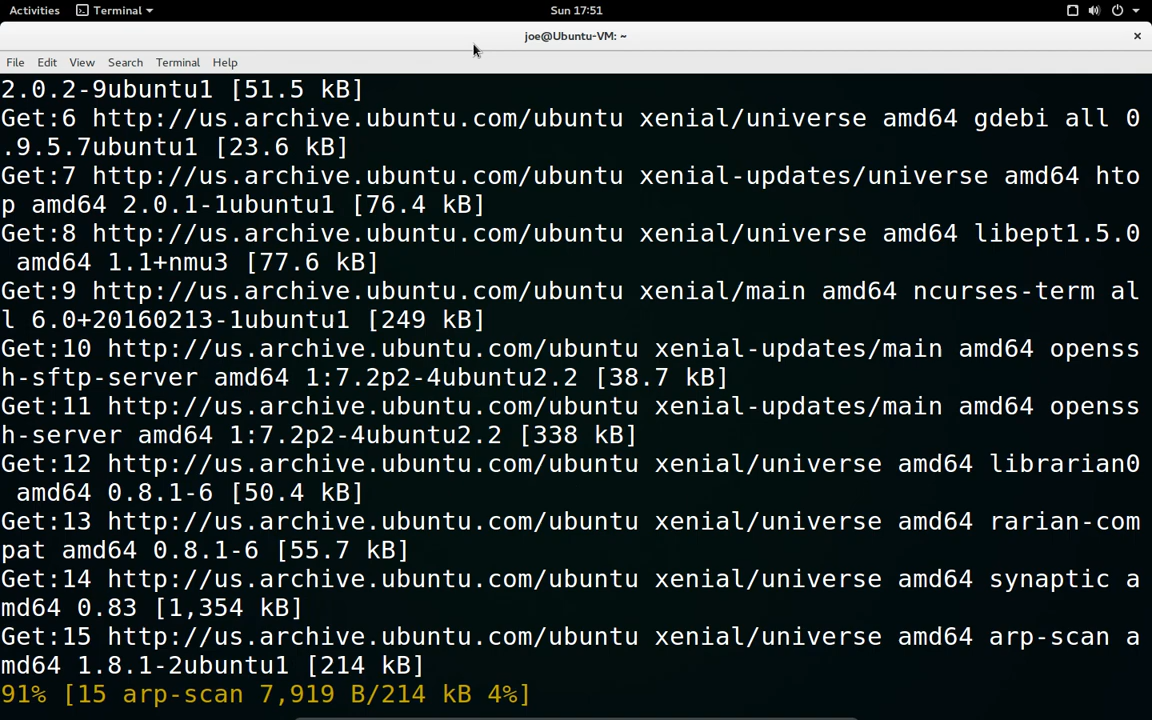 Activities Terminal Sun 17:51
joe@Ubuntu-VM: ~
File Edit View Search Terminal Help
2.0.2-9ubuntu1 [51.5 kB]
Get:6 http://us.archive.ubuntu.com/ubuntu xenial/universe amd64 gdebi all 0
.9.5.7ubuntu1 [23.6 kB]
Get:7 http://us.archive.ubuntu.com/ubuntu xenial-updates/universe amd64 hto
p amd64 2.0.1-1ubuntu1 [76.4 kB]
Get:8 http://us.archive.ubuntu.com/ubuntu xenial/universe amd64 libept1.5.0
 amd64 1.1+nmu3 [77.6 kB]
Get:9 http://us.archive.ubuntu.com/ubuntu xenial/main amd64 ncurses-term al
l 6.0+20160213-1ubuntu1 [249 kB]
Get:10 http://us.archive.ubuntu.com/ubuntu xenial-updates/main amd64 openss
h-sftp-server amd64 1:7.2p2-4ubuntu2.2 [38.7 kB]
Get:11 http://us.archive.ubuntu.com/ubuntu xenial-updates/main amd64 openss
h-server amd64 1:7.2p2-4ubuntu2.2 [338 kB]
Get:12 http://us.archive.ubuntu.com/ubuntu xenial/universe amd64 librarian0
 amd64 0.8.1-6 [50.4 kB]
Get:13 http://us.archive.ubuntu.com/ubuntu xenial/universe amd64 rarian-com
pat amd64 0.8.1-6 [55.7 kB]
Get:14 http://us.archive.ubuntu.com/ubuntu xenial/universe amd64 synaptic a
md64 0.83 [1,354 kB]
Get:15 http://us.archive.ubuntu.com/ubuntu xenial/universe amd64 arp-scan a
md64 1.8.1-2ubuntu1 [214 kB]
91% [15 arp-scan 7,919 B/214 kB 4%]